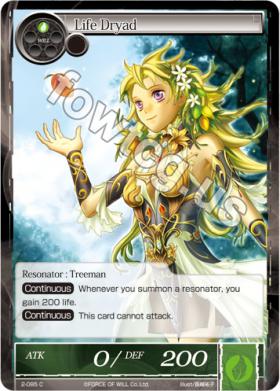 Life Dryad
WILL
fowtcg.us
Resonator : Treeman
Continuous Whenever you summon a resonator, you
gain 200 life.
Continuous This card cannot attack.
ATK 0/ DEF 200
2-095 C ©FORCE OF WILL Co.Ltd.